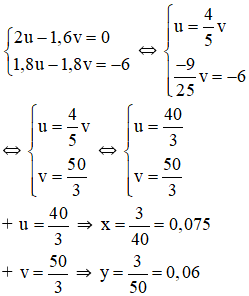 {2u − 1,6v = 0
1,8u − 1,8v = −6 ⇔ {u = 4/5 v
−9/25 v = −6
⇔ {u = 4/5 v
v = 50/3 ⇔ {u = 40/3
v = 50/3
+ u = 40/3 ⇒ x = 3/40 = 0,075
+ v = 50/3 ⇒ y = 3/50 = 0,06